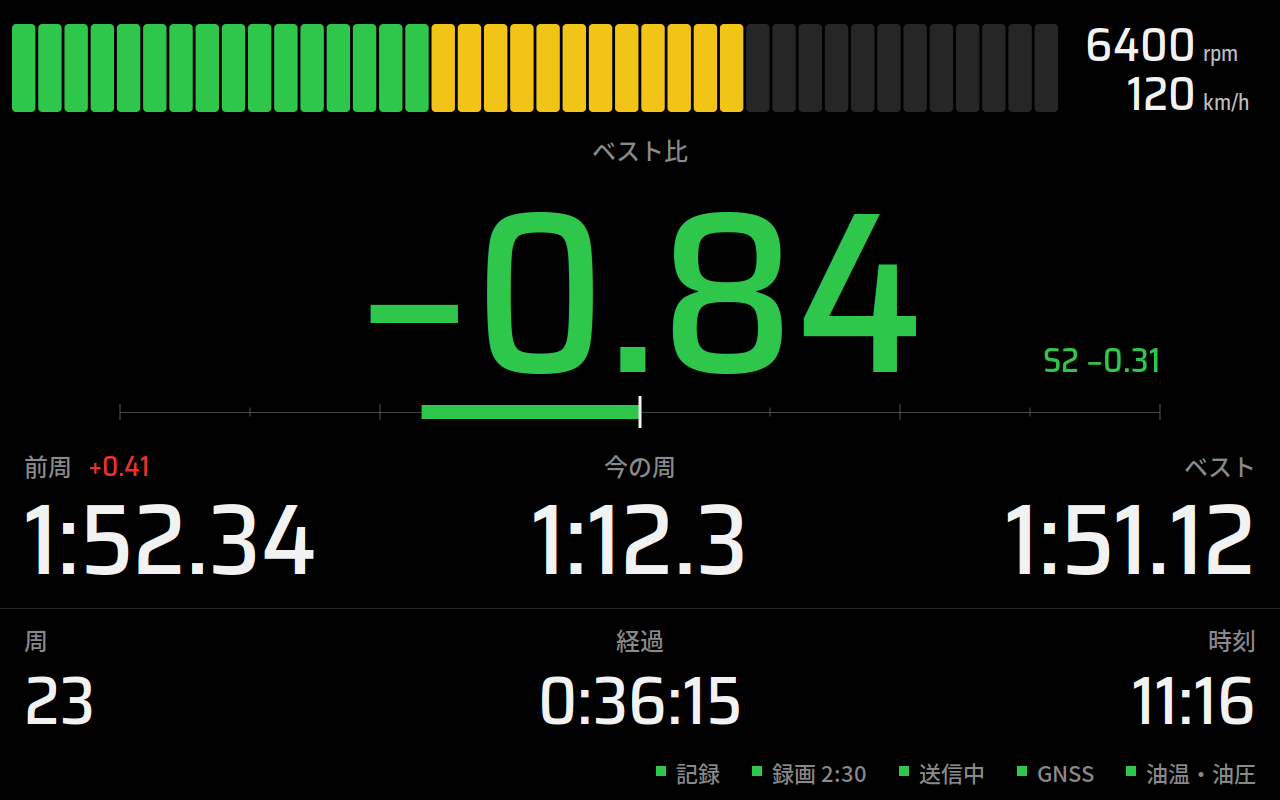 6400 rpm
120 km/h
ベスト比
-0.84
S2 -0.31
前周 +0.41 今の周 ベスト
1:52.34 1:12.3 1:51.12
周 経過 時刻
23 0:36:15 11:16
記録 録画 2:30 送信中 GNSS 油温・油圧